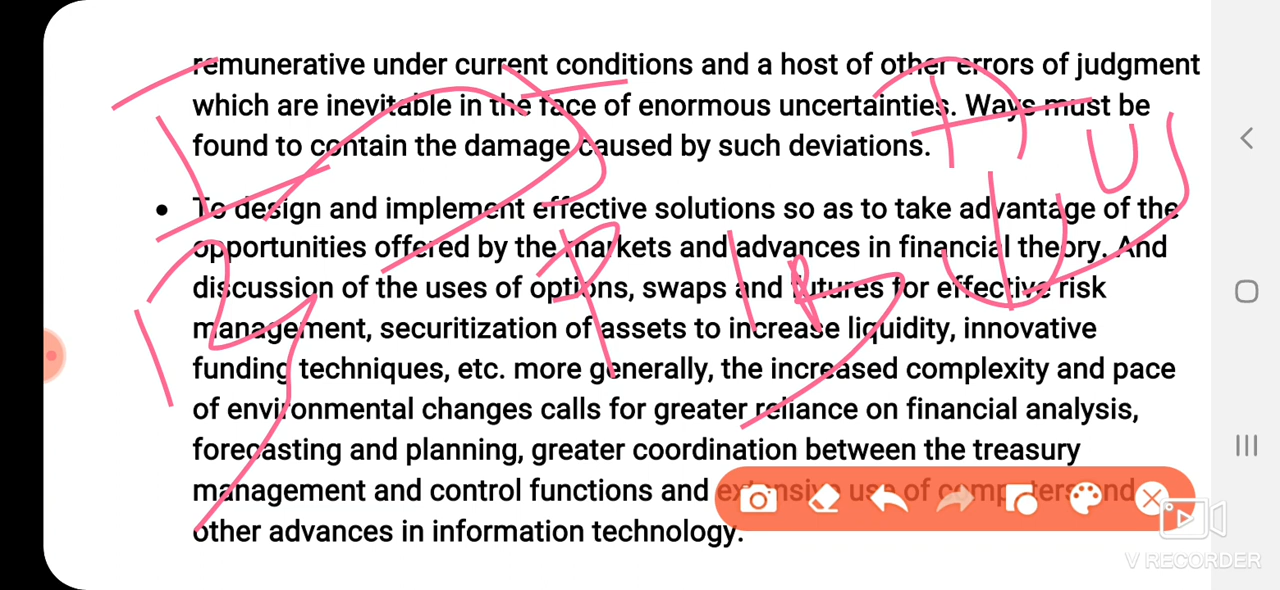 remunerative under current conditions and a host of other errors of judgment
which are inevitable in the face of enormous uncertainties. Ways must be
found to contain the damage caused by such deviations.
• To design and implement effective solutions so as to take advantage of the
opportunities offered by the markets and advances in financial theory. And
discussion of the uses of options, swaps and futures for effective risk
management, securitization of assets to increase liquidity, innovative
funding techniques, etc. more generally, the increased complexity and pace
of environmental changes calls for greater reliance on financial analysis,
forecasting and planning, greater coordination between the treasury
management and control functions and extensive use of computers and
other advances in information technology.
V RECORDER